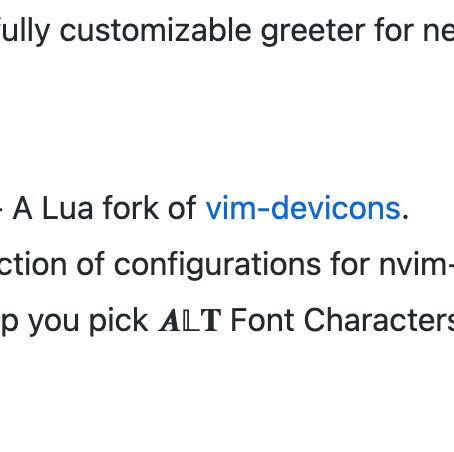 fully customizable greeter for ne
- A Lua fork of vim-devicons.
ction of configurations for nvim-
p you pick 𝑨𝕃𝐓 Font Characters